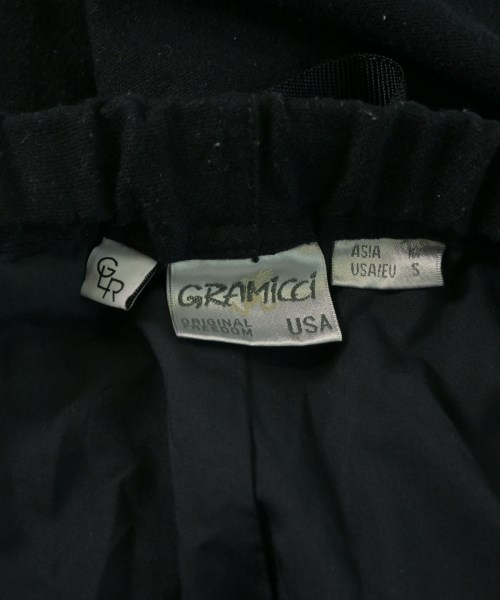 GLR
GRAMICCI
ORIGINAL
FREEDOM
USA
ASIA M
USA/EU S